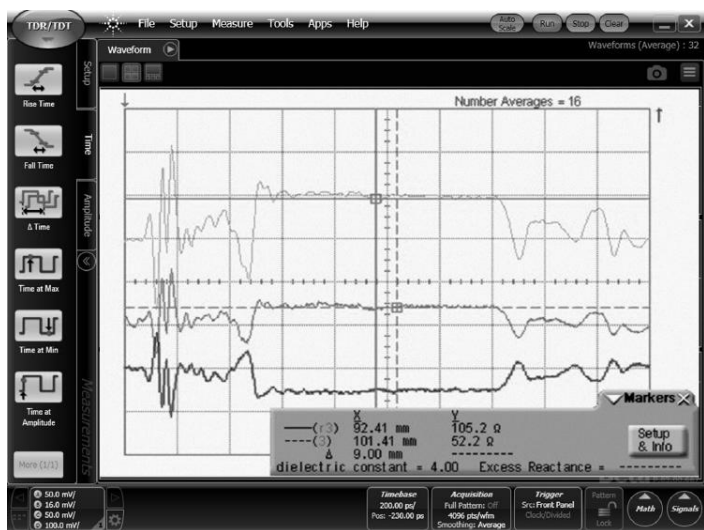 TDR/TDT
File Setup Measure Tools Apps Help
Auto Scale
Run
Stop
Clear
Waveform
Waveforms (Average) : 32
Setup
Time
Amplitude
Measurements
Rise Time
Fall Time
Δ Time
Time at Max
Time at Min
Time at Amplitude
More (1/1)
Number Averages = 16
Markers
X Y
(r3) 92.41 mm 105.2 Ω
(3) 101.41 mm 52.2 Ω
Δ 9.00 mm ---------
dielectric constant = 4.00 Excess Reactance = ---------
Setup & Info
50.0 mV/
16.0 mV/
50.0 mV/
100.0 mV/
Timebase
200.00 ps/
Pos: -230.00 ps
Acquisition
Full Pattern: Off
4096 pts/wfm
Smoothing: Average
Trigger
Src: Front Panel
Clock/Divided
Pattern
Lock
Math
Signals